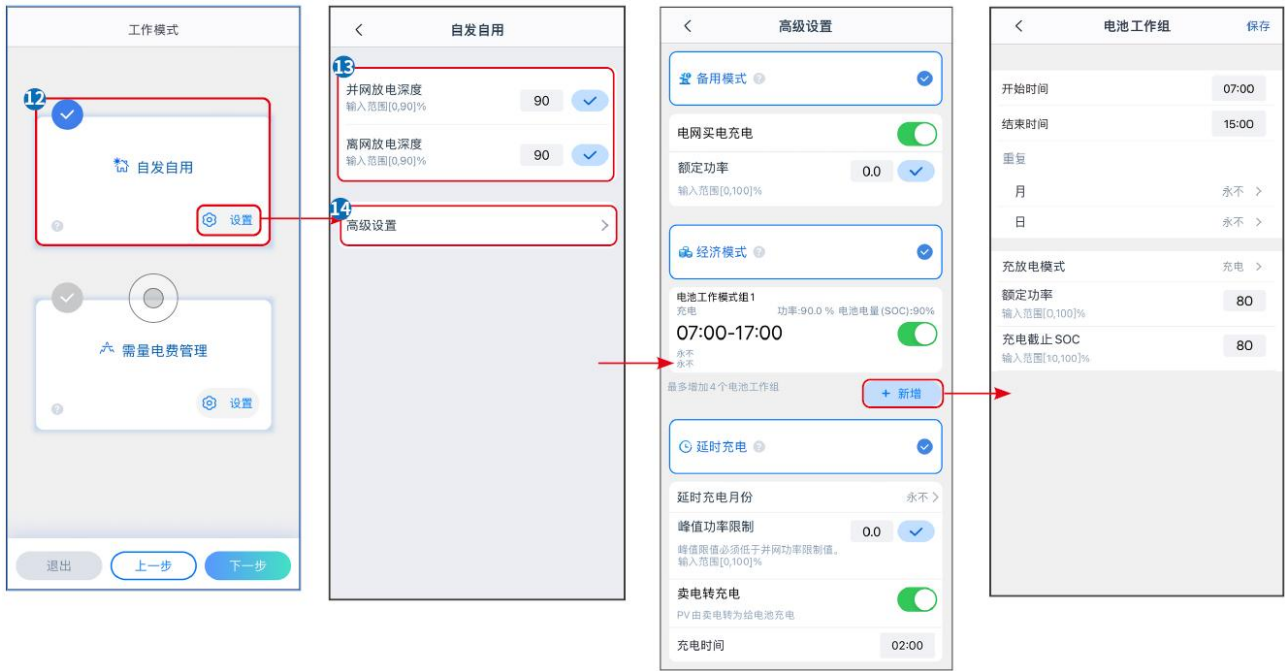 工作模式
12
自发自用
设置
需量电费管理
设置
退出
上一步
下一步
自发自用
13
并网放电深度
输入范围[0,90]%
90
离网放电深度
输入范围[0,90]%
90
14
高级设置
高级设置
备用模式
电网买电充电
额定功率
0.0
输入范围[0,100]%
经济模式
电池工作模式组1
充电
功率:90.0 % 电池电量(SOC):90%
07:00-17:00
永不
永不
最多增加4个电池工作组
+ 新增
延时充电
延时充电月份
永不
峰值功率限制
0.0
峰值限值必须低于并网功率限制值。
输入范围[0,100]%
卖电转充电
PV由卖电转为给电池充电
充电时间
02:00
电池工作组
保存
开始时间
07:00
结束时间
15:00
重复
月
永不
日
永不
充放电模式
充电
额定功率
80
输入范围[0,100]%
充电截止SOC
80
输入范围[10,100]%